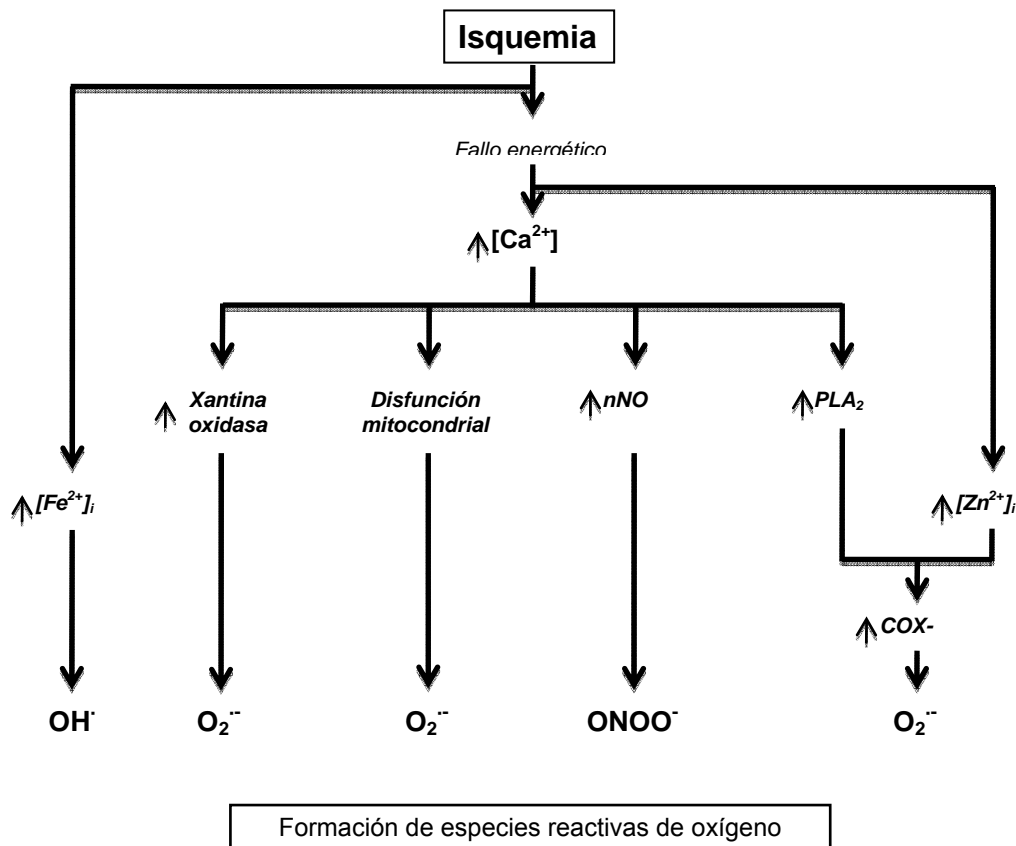 Isquemia
Fallo energético
↑[Ca²⁺]
↑ Xantina
oxidasa
Disfunción
mitocondrial
↑nNO
↑PLA₂
↑[Fe²⁺]ᵢ
↑[Zn²⁺]ᵢ
↑COX-
OH˙
O₂˙⁻
O₂˙⁻
ONOO⁻
O₂˙⁻
Formación de especies reactivas de oxígeno